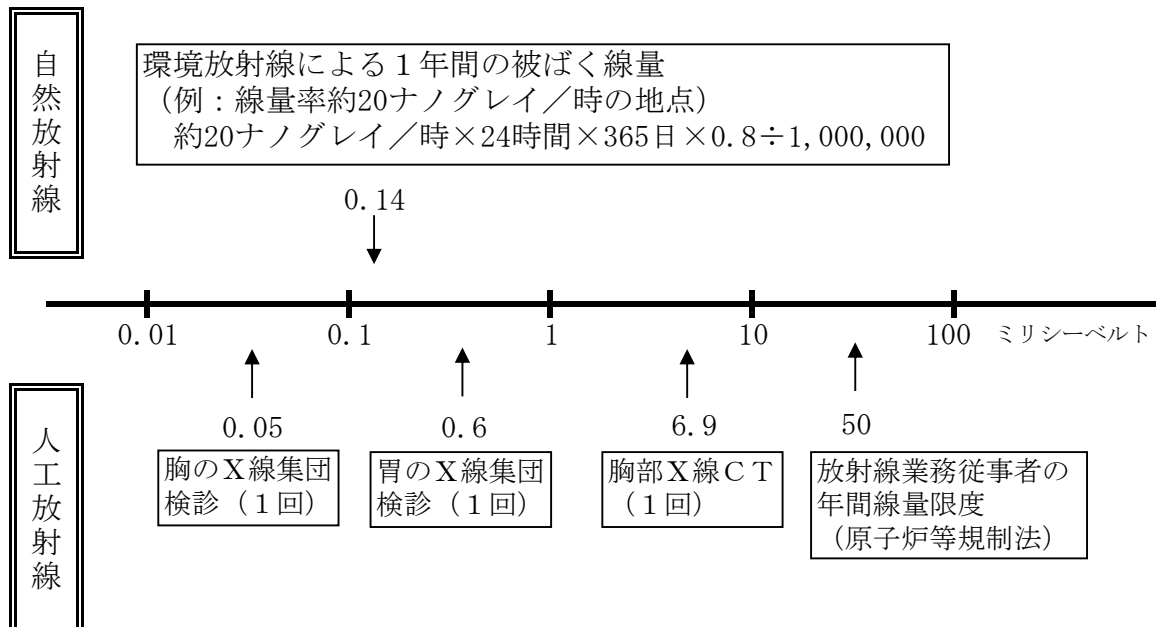 自然放射線
環境放射線による１年間の被ばく線量
（例：線量率約20ナノグレイ／時の地点）
約20ナノグレイ／時×24時間×365日×0.8÷1,000,000
0.14
0.01 0.1 1 10 100 ミリシーベルト
人工放射線
0.05
胸のＸ線集団
検診（１回）
0.6
胃のＸ線集団
検診（１回）
6.9
胸部Ｘ線ＣＴ
（１回）
50
放射線業務従事者の
年間線量限度
（原子炉等規制法）